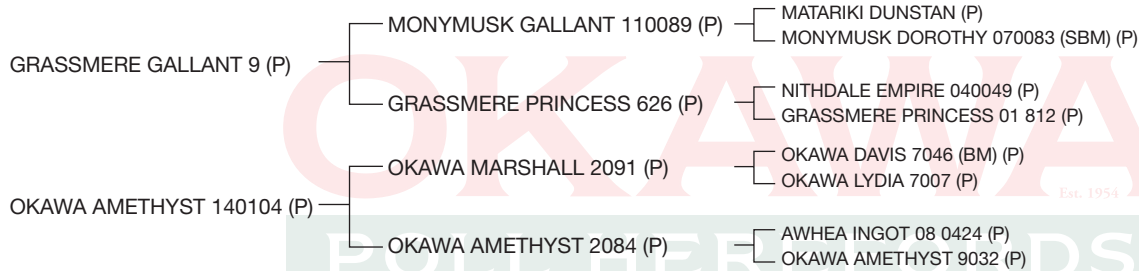 MATARIKI DUNSTAN (P)
MONYMUSK GALLANT 110089 (P)
MONYMUSK DOROTHY 070083 (SBM) (P)
GRASSMERE GALLANT 9 (P)
NITHDALE EMPIRE 040049 (P)
GRASSMERE PRINCESS 626 (P)
GRASSMERE PRINCESS 01 812 (P)
OKAWA
OKAWA DAVIS 7046 (BM) (P)
OKAWA MARSHALL 2091 (P)
OKAWA LYDIA 7007 (P)
Est. 1954
OKAWA AMETHYST 140104 (P)
AWHEA INGOT 08 0424 (P)
OKAWA AMETHYST 2084 (P)
OKAWA AMETHYST 9032 (P)
POLL HEREFORDS